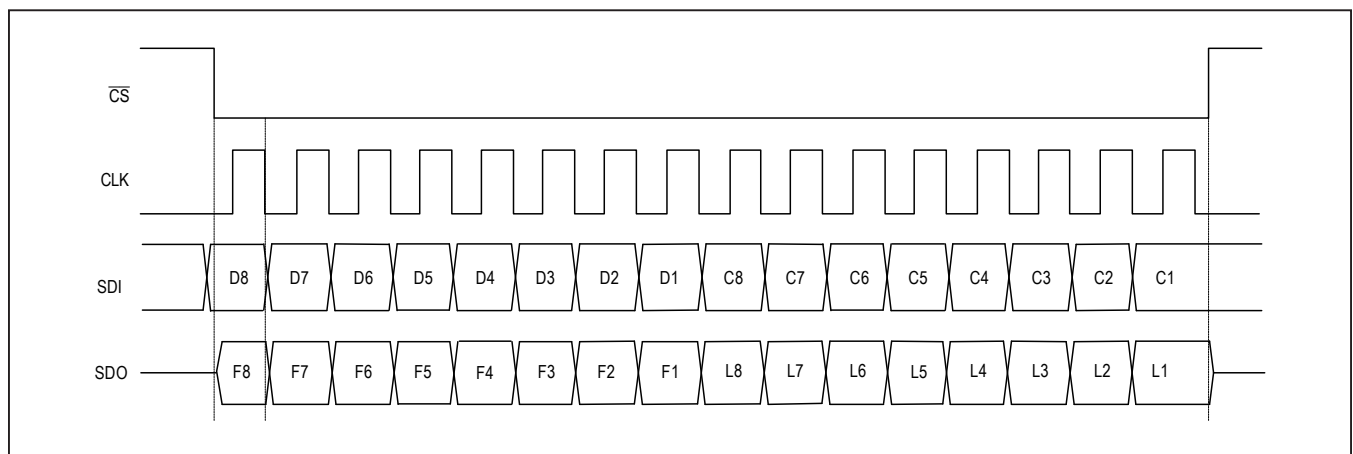 C̅S̅
CLK
SDI D8 D7 D6 D5 D4 D3 D2 D1 C8 C7 C6 C5 C4 C3 C2 C1
SDO F8 F7 F6 F5 F4 F3 F2 F1 L8 L7 L6 L5 L4 L3 L2 L1